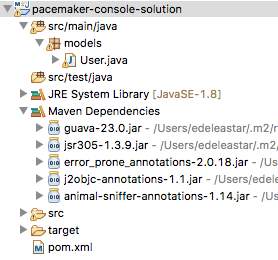 pacemaker-console-solution
src/main/java
models
User.java
src/test/java
JRE System Library [JavaSE-1.8]
Maven Dependencies
guava-23.0.jar - /Users/edeleastar/.m2/r
jsr305-1.3.9.jar - /Users/edeleastar/.m2/
error_prone_annotations-2.0.18.jar - /Us
j2objc-annotations-1.1.jar - /Users/edele
animal-sniffer-annotations-1.14.jar - /Us
src
target
pom.xml